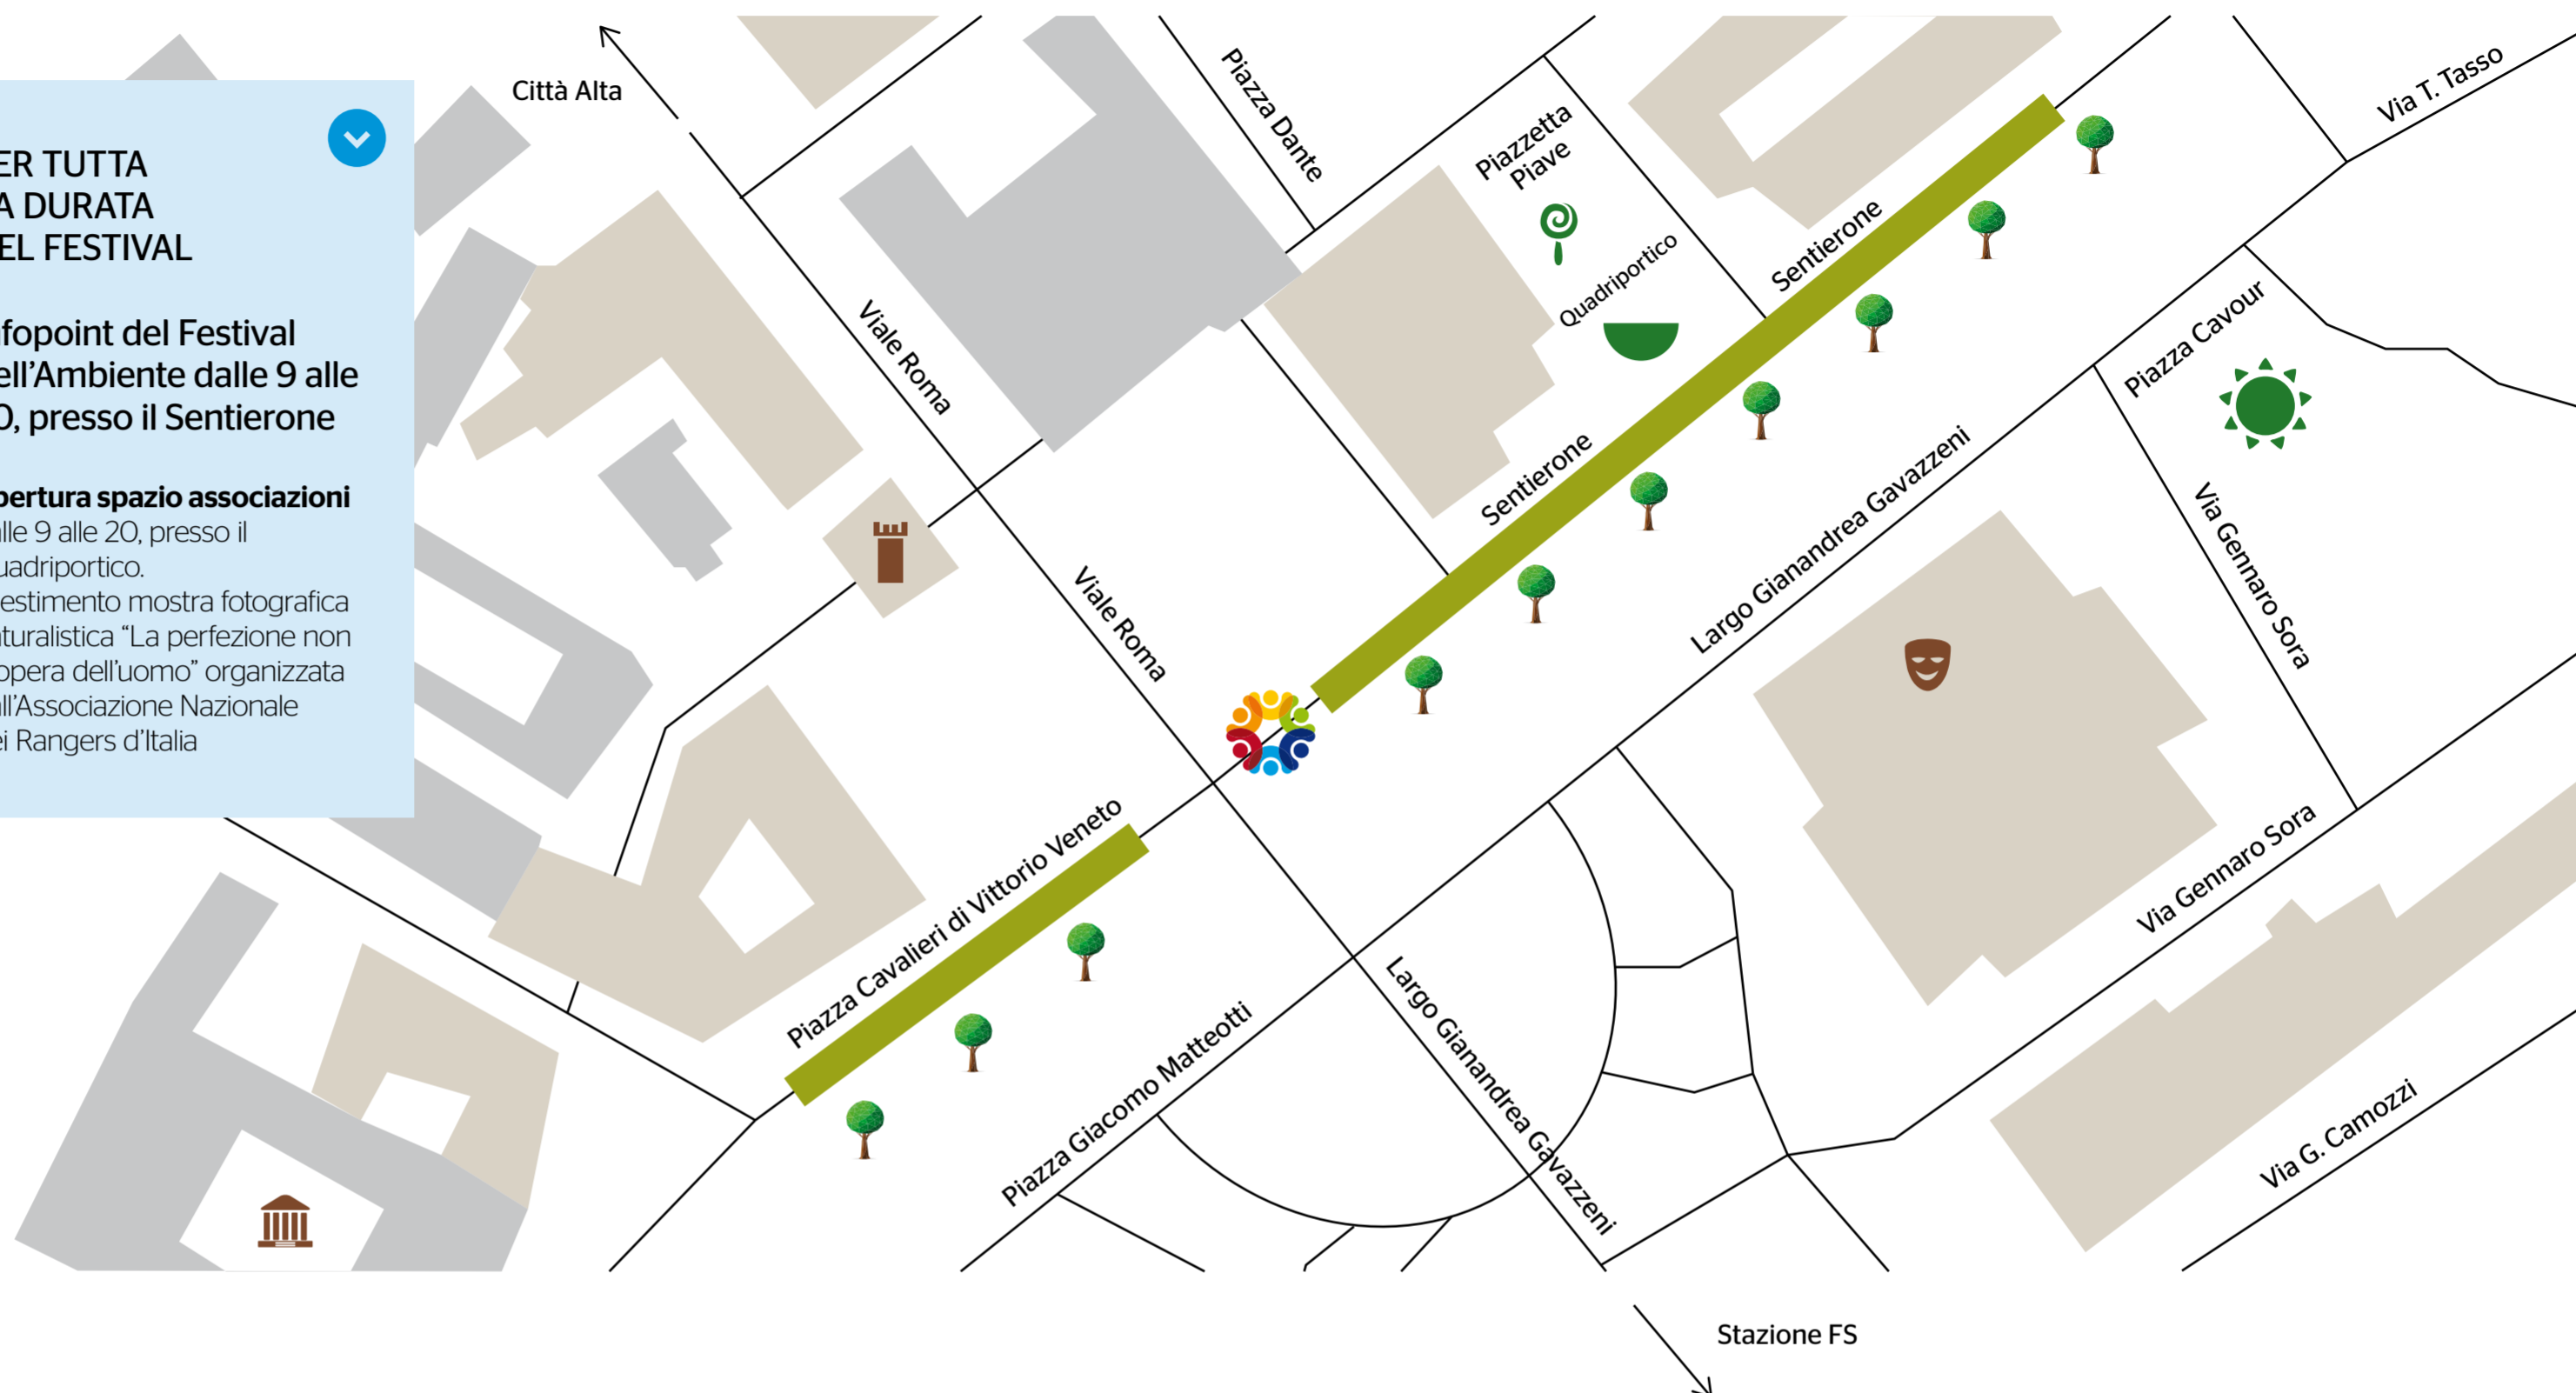 ER TUTTA
A DURATA
EL FESTIVAL
fopoint del Festival
ell'Ambiente dalle 9 alle
0, presso il Sentierone
pertura spazio associazioni
alle 9 alle 20, presso il
uadriportico.
estimento mostra fotografica
aturalistica “La perfezione non
opera dell'uomo” organizzata
all'Associazione Nazionale
ei Rangers d'Italia
Città Alta
Piazza Dante
Piazzetta
Piave
Quadriportico
Via T. Tasso
Sentierone
Viale Roma
Piazza Cavour
Sentierone
Largo Gianandrea Gavazzeni
Via Gennaro Sora
Viale Roma
Piazza Cavalieri di Vittorio Veneto
Via Gennaro Sora
Largo Gianandrea Gavazzeni
Piazza Giacomo Matteotti
Via G. Camozzi
Stazione FS